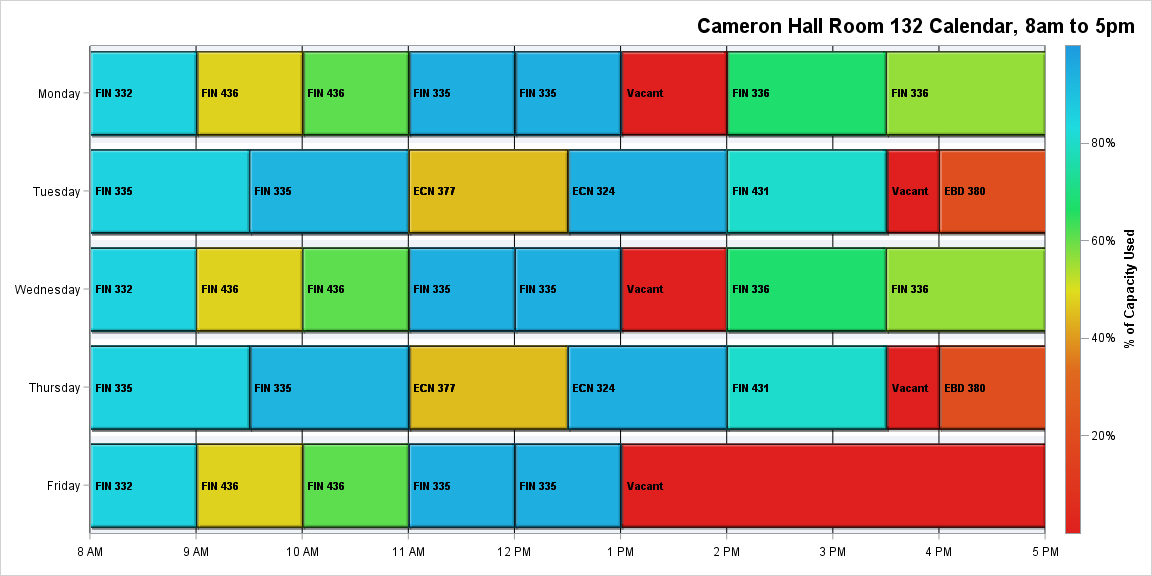 Cameron Hall Room 132 Calendar, 8am to 5pm
Monday
FIN 332
FIN 436
FIN 436
FIN 335
FIN 335
Vacant
FIN 336
FIN 336
Tuesday
FIN 335
FIN 335
ECN 377
ECN 324
FIN 431
Vacant
EBD 380
Wednesday
FIN 332
FIN 436
FIN 436
FIN 335
FIN 335
Vacant
FIN 336
FIN 336
Thursday
FIN 335
FIN 335
ECN 377
ECN 324
FIN 431
Vacant
EBD 380
Friday
FIN 332
FIN 436
FIN 436
FIN 335
FIN 335
Vacant
8 AM
9 AM
10 AM
11 AM
12 PM
1 PM
2 PM
3 PM
4 PM
5 PM
80%
60%
40%
20%
% of Capacity Used